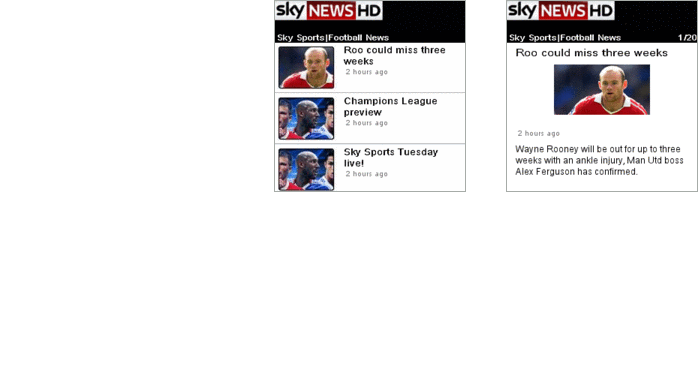 sky NEWS HD
Sky Sports|Football News
Roo could miss three
weeks
2 hours ago
Champions League
preview
2 hours ago
Sky Sports Tuesday
live!
2 hours ago
sky NEWS HD
Sky Sports|Football News 1/20
Roo could miss three weeks
2 hours ago
Wayne Rooney will be out for up to three
weeks with an ankle injury, Man Utd boss
Alex Ferguson has confirmed.